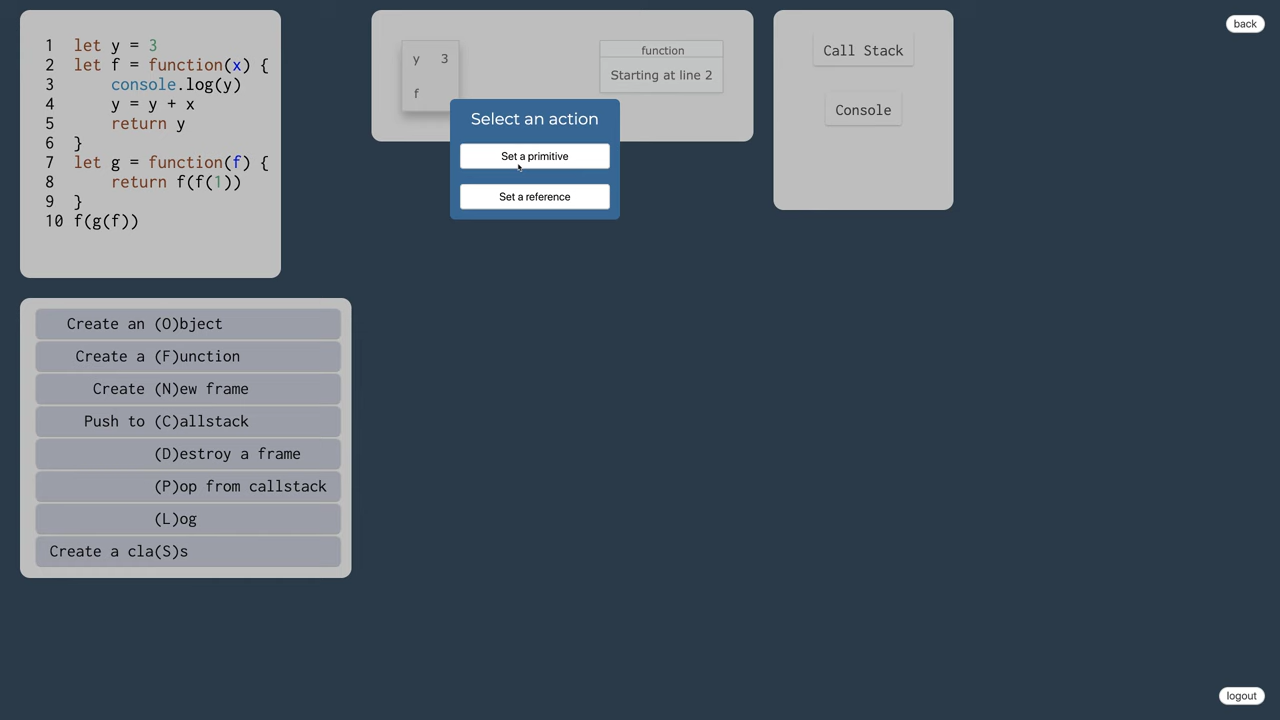 1 let y = 3
2 let f = function(x) {
3 console.log(y)
4 y = y + x
5 return y
6 }
7 let g = function(f) {
8 return f(f(1))
9 }
10 f(g(f))
y 3
f
function
Starting at line 2
Select an action
Set a primitive
Set a reference
Call Stack
Console
back
Create an (O)bject
Create a (F)unction
Create (N)ew frame
Push to (C)allstack
(D)estroy a frame
(P)op from callstack
(L)og
Create a cla(S)s
logout